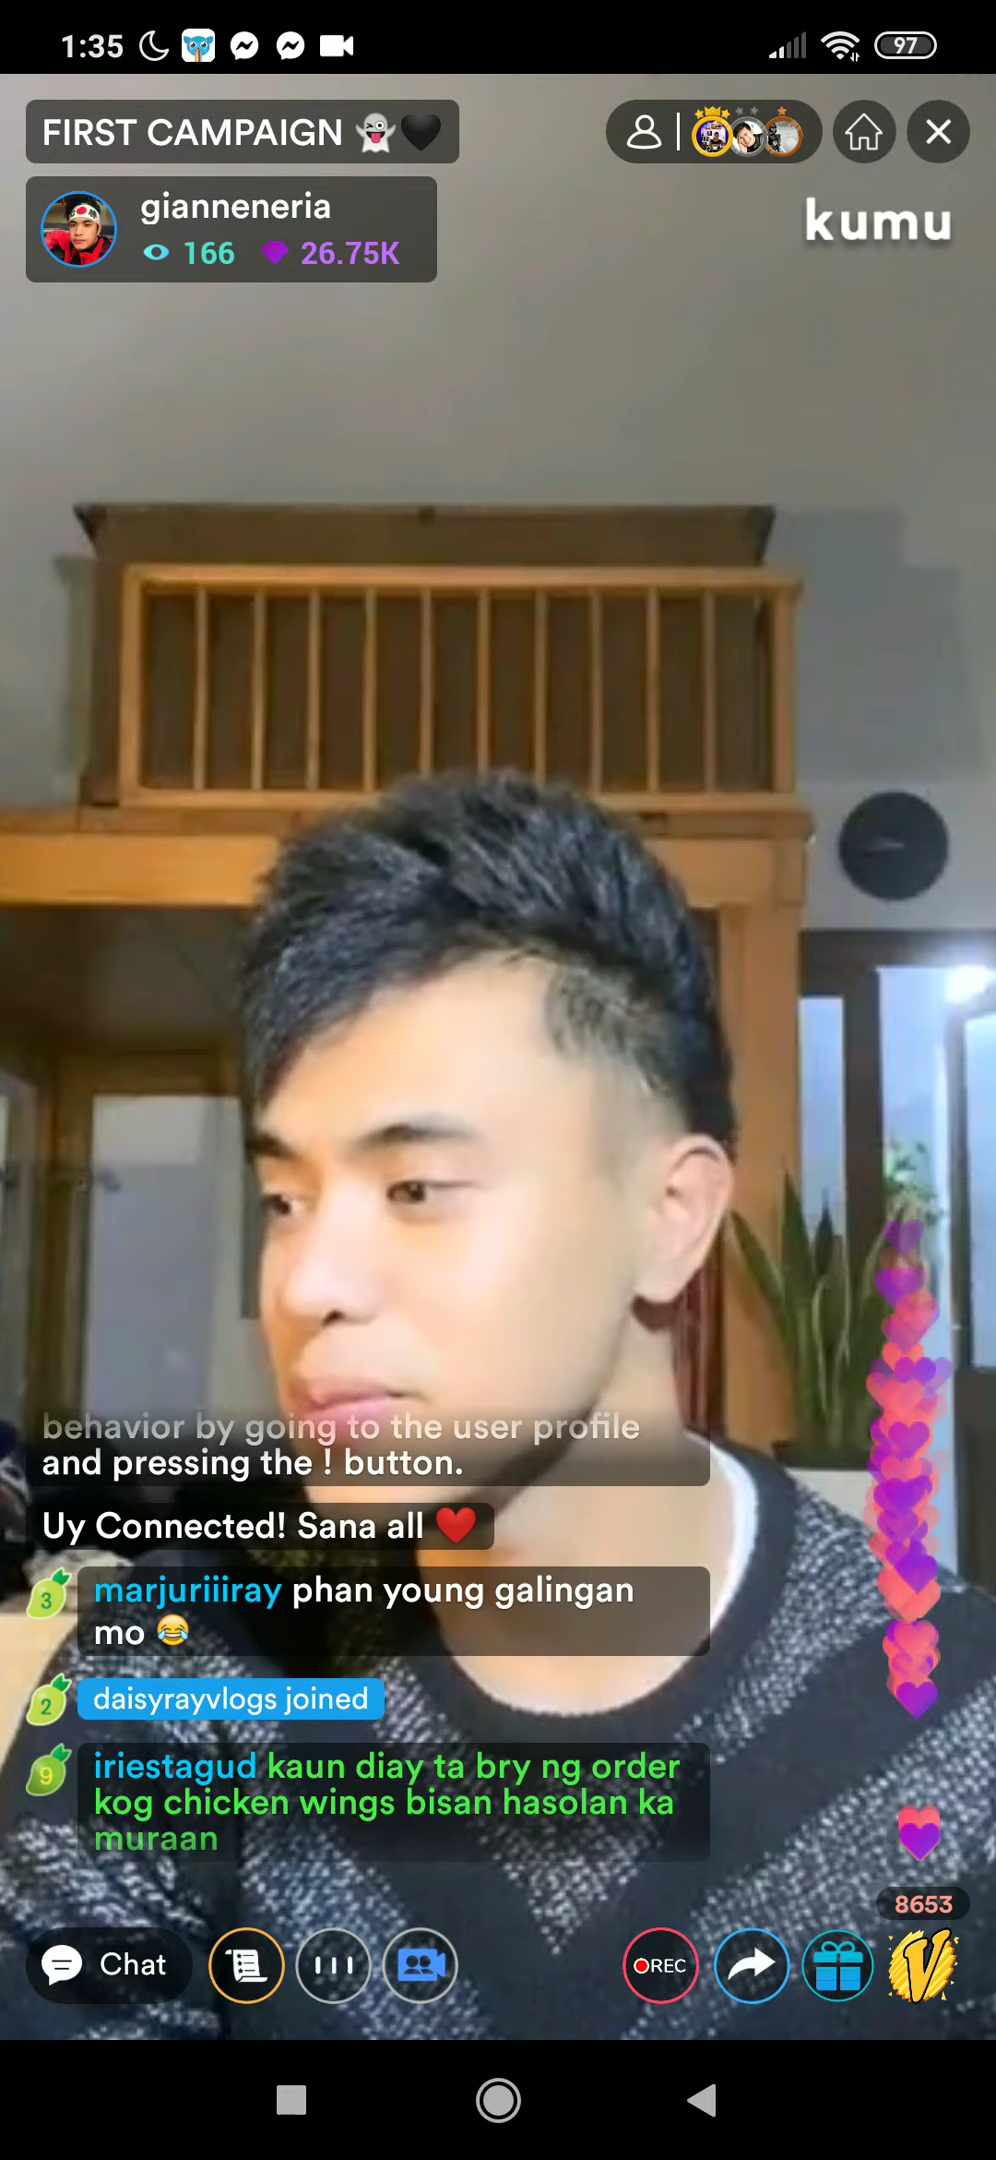 1:35
97
FIRST CAMPAIGN 👻🖤
gianneneria
166 26.75K
kumu
behavior by going to the user profile
and pressing the ! button.
Uy Connected! Sana all ❤️
3 marjuriiiray phan young galingan
mo 😂
2 daisyrayvlogs joined
9 iriestagud kaun diay ta bry ng order
kog chicken wings bisan hasolan ka
muraan
8653
Chat
REC
V